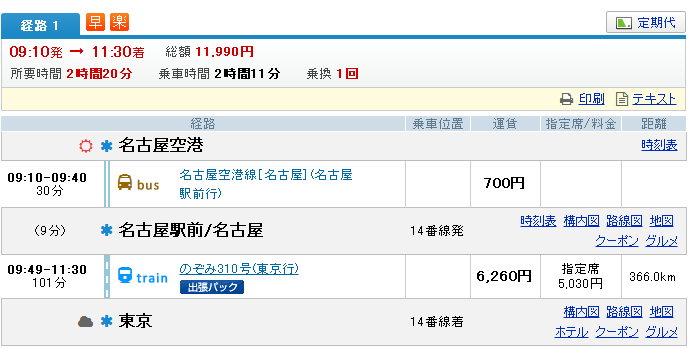 経路 1 早 楽 定期代
09:10発 → 11:30着 総額 11,990円
所要時間 2時間20分 乗車時間 2時間11分 乗換 1回
印刷 テキスト
経路 乗車位置 運賃 指定席/料金 距離
名古屋空港 時刻表
09:10-09:40
30分
bus
名古屋空港線[名古屋](名古屋
駅前行)
700円
(9分) 名古屋駅前/名古屋 14番線発
時刻表 構内図 路線図 地図
クーポン グルメ
09:49-11:30
101分
train
のぞみ310号(東京行)
出張パック
6,260円
指定席
5,030円
366.0km
東京 14番線着
構内図 路線図 地図
ホテル クーポン グルメ